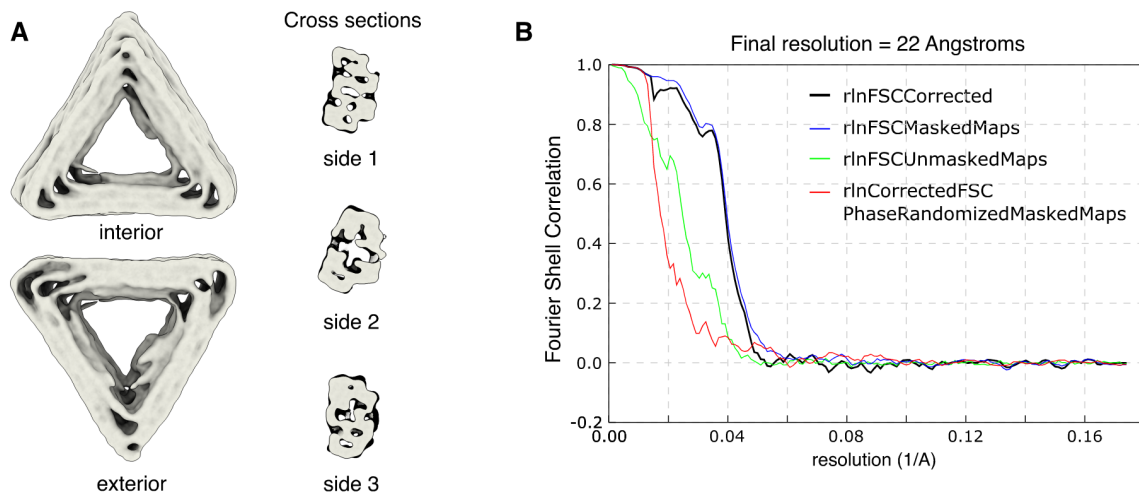 A
Cross sections
interior
exterior
side 1
side 2
side 3
B
Final resolution = 22 Angstroms
Fourier Shell Correlation
1.0
0.8
0.6
0.4
0.2
0.0
-0.2
rlnFSCCorrected
rlnFSCMaskedMaps
rlnFSCUnmaskedMaps
rlnCorrectedFSC
PhaseRandomizedMaskedMaps
0.00 0.04 0.08 0.12 0.16
resolution (1/A)